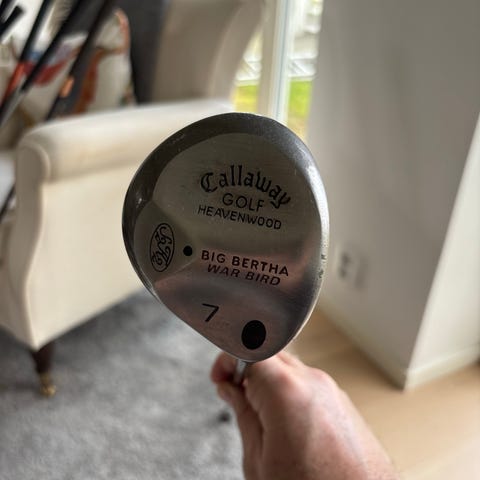 Callaway
GOLF
HEAVENWOOD
BIG BERTHA
WAR BIRD
7